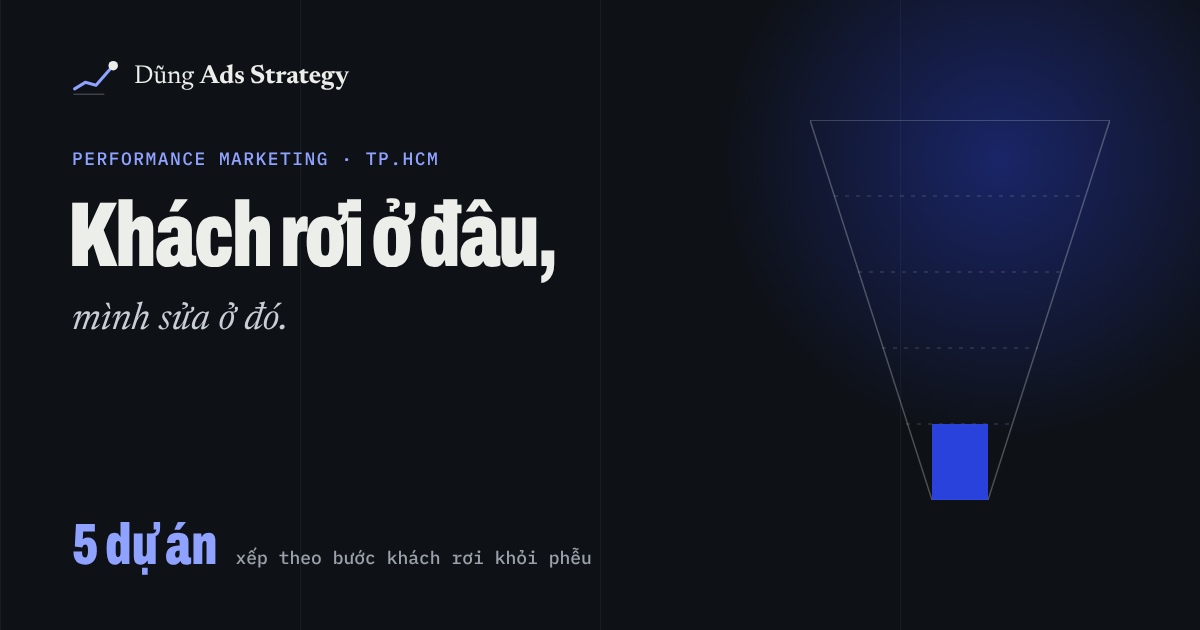 Dũng Ads Strategy
PERFORMANCE MARKETING · TP.HCM
Khách rơi ở đâu,
mình sửa ở đó.
5 dự án xếp theo bước khách rơi khỏi phễu